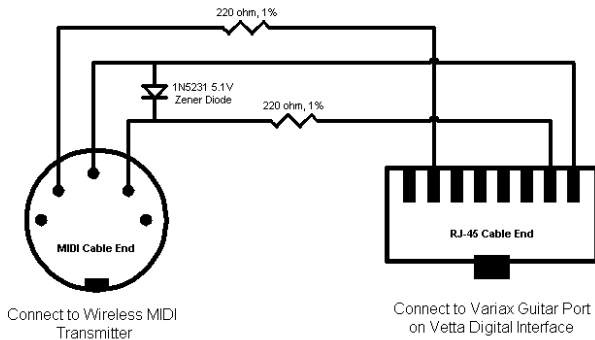 220 ohm, 1%
1N5231 5.1V
Zener Diode
220 ohm, 1%
MIDI Cable End
RJ-45 Cable End
Connect to Wireless MIDI
Transmitter
Connect to Variax Guitar Port
on Vetta Digital Interface